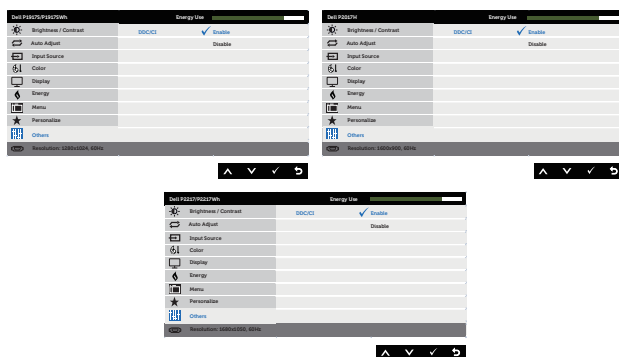 Dell P1917S/P1917SWh Energy Use
Brightness / Contrast DDC/CI Enable
Auto Adjust Disable
Input Source
Color
Display
Energy
Menu
Personalize
Others
Resolution: 1280x1024, 60Hz
Dell P2017H Energy Use
Brightness / Contrast DDC/CI Enable
Auto Adjust Disable
Input Source
Color
Display
Energy
Menu
Personalize
Others
Resolution: 1600x900, 60Hz
Dell P2217/P2217Wh Energy Use
Brightness / Contrast DDC/CI Enable
Auto Adjust Disable
Input Source
Color
Display
Energy
Menu
Personalize
Others
Resolution: 1680x1050, 60Hz